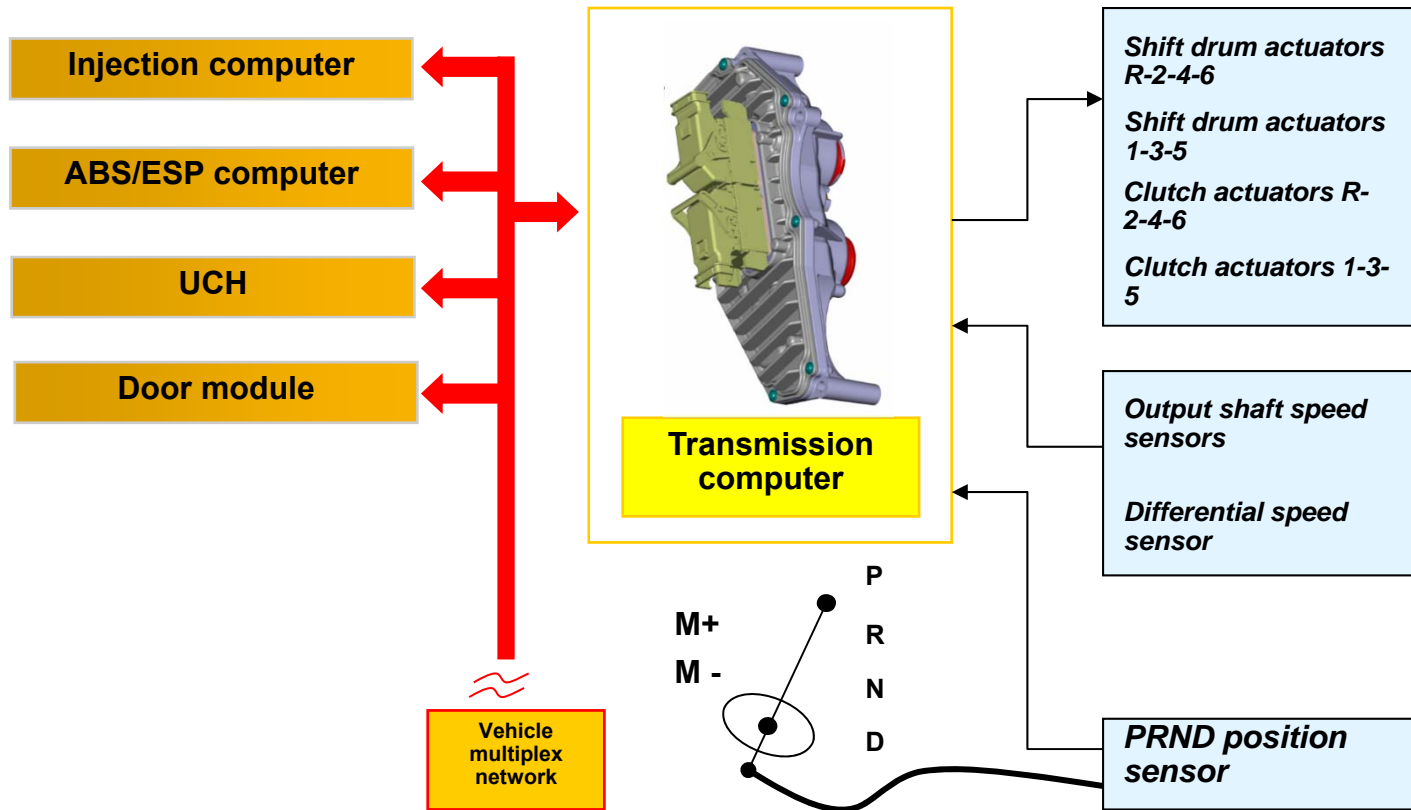 Injection computer
ABS/ESP computer
UCH
Door module
Vehicle
multiplex
network
Transmission
computer
M+
M -
P
R
N
D
Shift drum actuators
R-2-4-6
Shift drum actuators
1-3-5
Clutch actuators R-
2-4-6
Clutch actuators 1-3-
5
Output shaft speed
sensors
Differential speed
sensor
PRND position
sensor